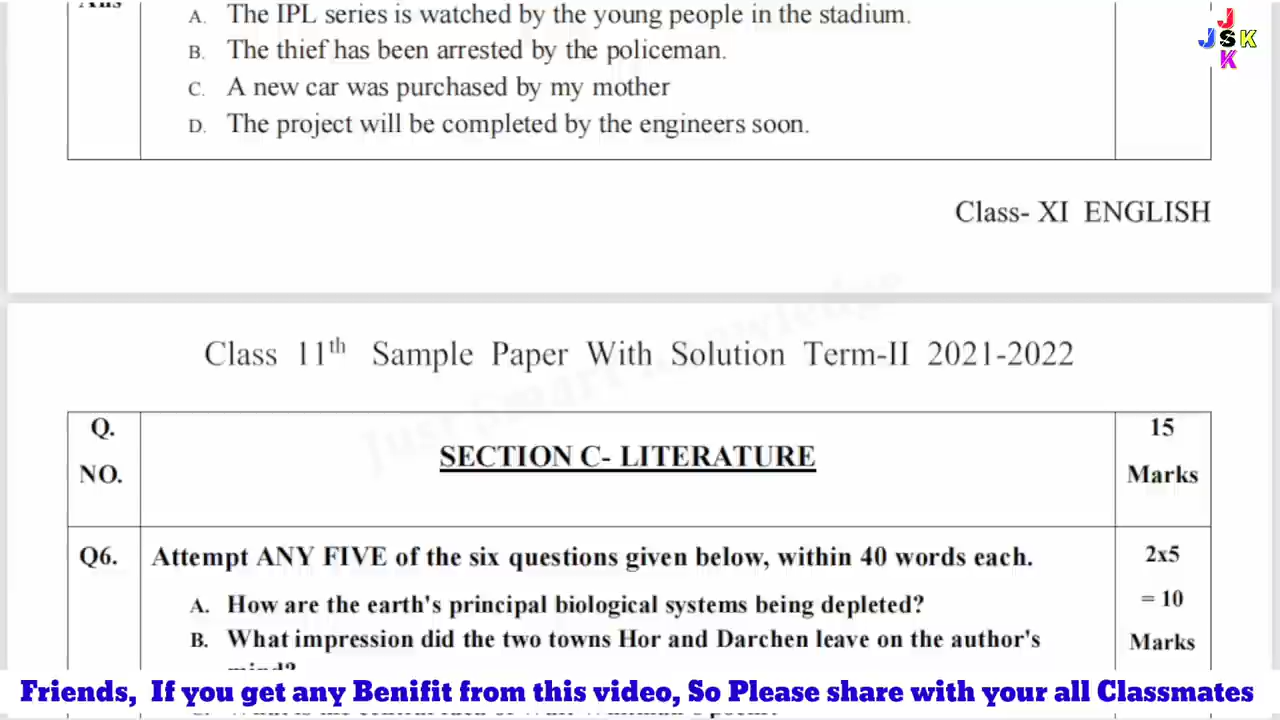 Ans
A. The IPL series is watched by the young people in the stadium.
B. The thief has been arrested by the policeman.
C. A new car was purchased by my mother
D. The project will be completed by the engineers soon.
J
JSK
K
Class- XI ENGLISH
Class 11th Sample Paper With Solution Term-II 2021-2022
Just Smart Knowledge
Q. NO.
SECTION C- LITERATURE
15 Marks
Q6. Attempt ANY FIVE of the six questions given below, within 40 words each.
2x5 = 10 Marks
A. How are the earth's principal biological systems being depleted?
B. What impression did the two towns Hor and Darchen leave on the author's
mind?
Friends, If you get any Benifit from this video, So Please share with your all Classmates